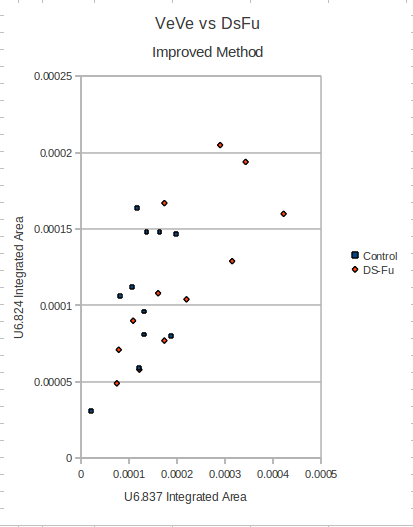 VeVe vs DsFu
Improved Method
0.00025
0.0002
0.00015
0.0001
0.00005
0
0 0.0001 0.0002 0.0003 0.0004 0.0005
U6.824 Integrated Area
U6.837 Integrated Area
Control
DS-Fu